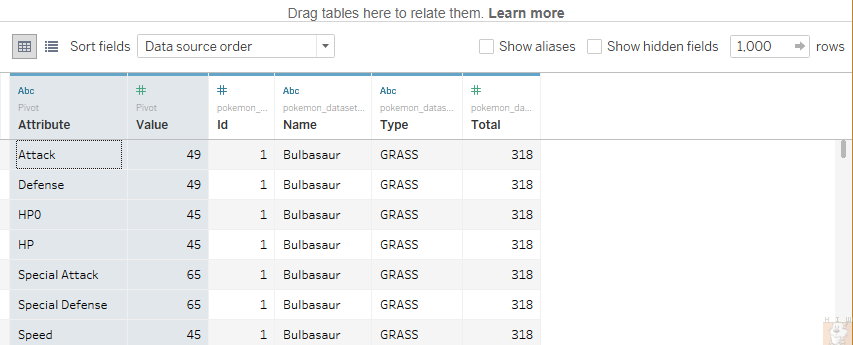 Drag tables here to relate them. Learn more
Sort fields Data source order Show aliases Show hidden fields 1,000 rows
Abc # # Abc Abc #
Pivot Pivot pokemon_... pokemon_dataset... pokemon_datas... pokemon_da...
Attribute Value Id Name Type Total
Attack 49 1 Bulbasaur GRASS 318
Defense 49 1 Bulbasaur GRASS 318
HP0 45 1 Bulbasaur GRASS 318
HP 45 1 Bulbasaur GRASS 318
Special Attack 65 1 Bulbasaur GRASS 318
Special Defense 65 1 Bulbasaur GRASS 318
Speed 45 1 Bulbasaur GRASS 318